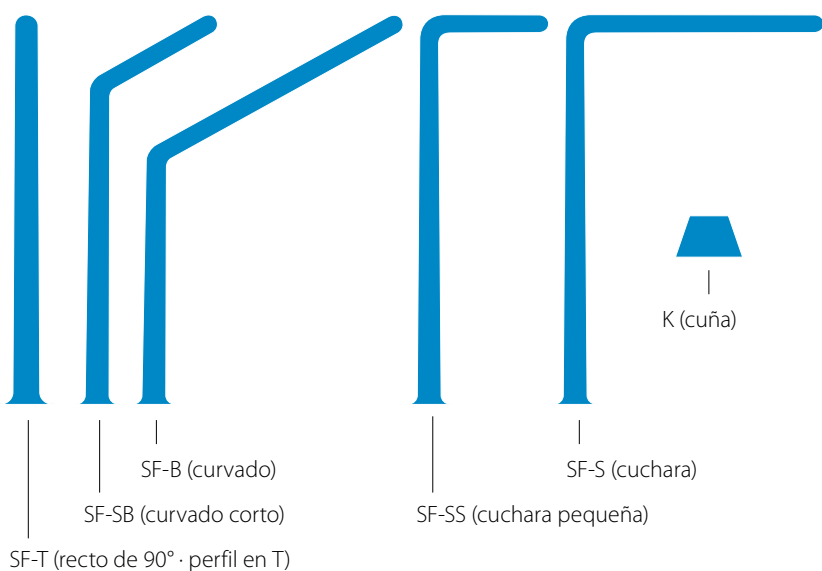 K (cuña)
SF-B (curvado)
SF-S (cuchara)
SF-SB (curvado corto)
SF-SS (cuchara pequeña)
SF-T (recto de 90° · perfil en T)